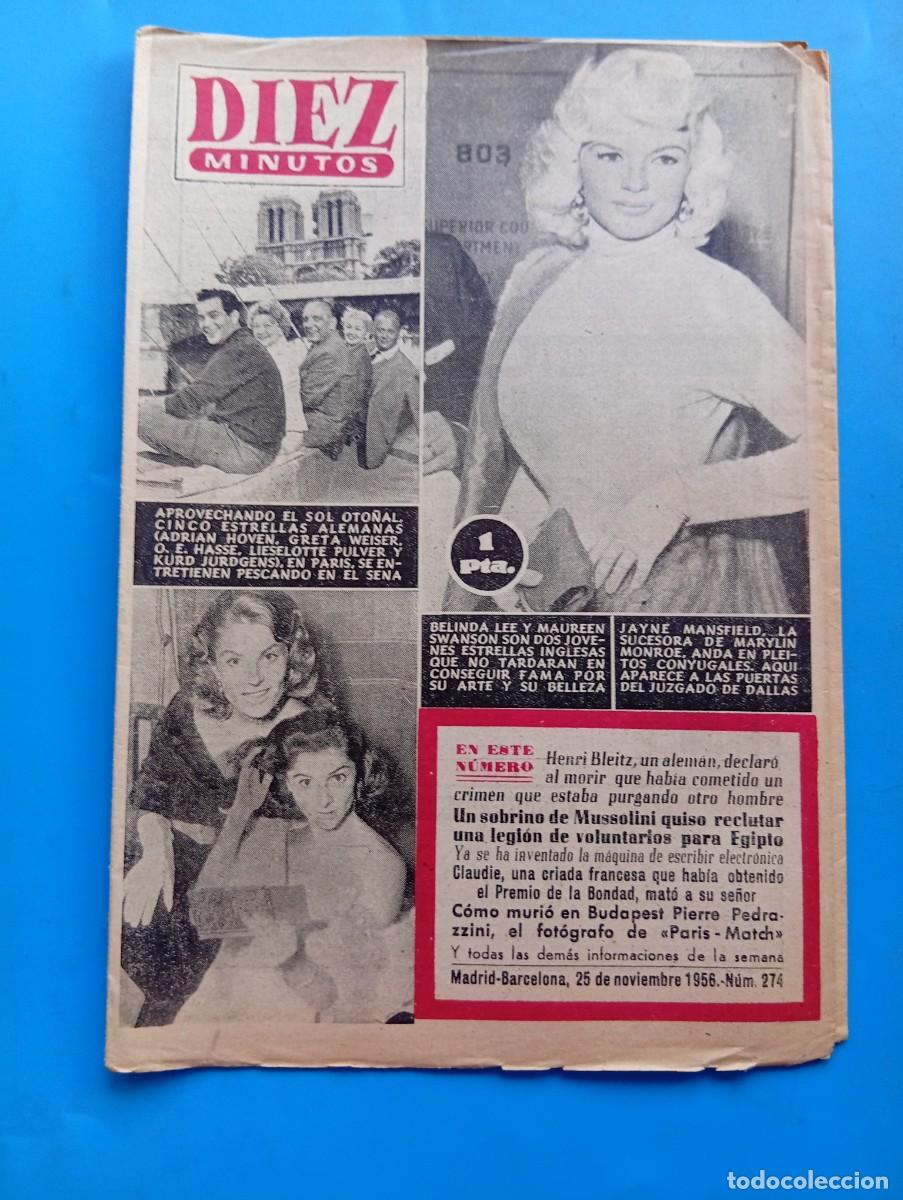 DIEZ
MINUTOS
803
SUPERIOR COU
ARTMENT
APROVECHANDO EL SOL OTOÑAL,
CINCO ESTRELLAS ALEMANAS
(ADRIAN HOVEN, GRETA WEISER,
O. E. HASSE, LIESELOTTE PULVER Y
KURD JURDGENS), EN PARIS, SE EN-
TRETIENEN PESCANDO EN EL SENA
1
pta.
BELINDA LEE Y MAUREEN
SWANSON SON DOS JOVE-
NES ESTRELLAS INGLESAS
QUE NO TARDARAN EN
CONSEGUIR FAMA POR
SU ARTE Y SU BELLEZA
JAYNE MANSFIELD, LA
SUCESORA DE MARYLIN
MONROE, ANDA EN PLEI-
TOS CONYUGALES. AQUI
APARECE A LAS PUERTAS
DEL JUZGADO DE DALLAS
EN ESTE
NÚMERO
Henri Bleitz, un alemán, declaró
al morir que había cometido un
crimen que estaba purgando otro hombre
Un sobrino de Mussolini quiso reclutar
una legión de voluntarios para Egipto
Ya se ha inventado la máquina de escribir electrónica
Claudie, una criada francesa que había obtenido
el Premio de la Bondad, mató a su señor
Cómo murió en Budapest Pierre Pedra-
zzini, el fotógrafo de «Paris-Match»
Y todas las demás informaciones de la semana
Madrid-Barcelona, 25 de noviembre 1956.-Núm. 274
todocoleccion